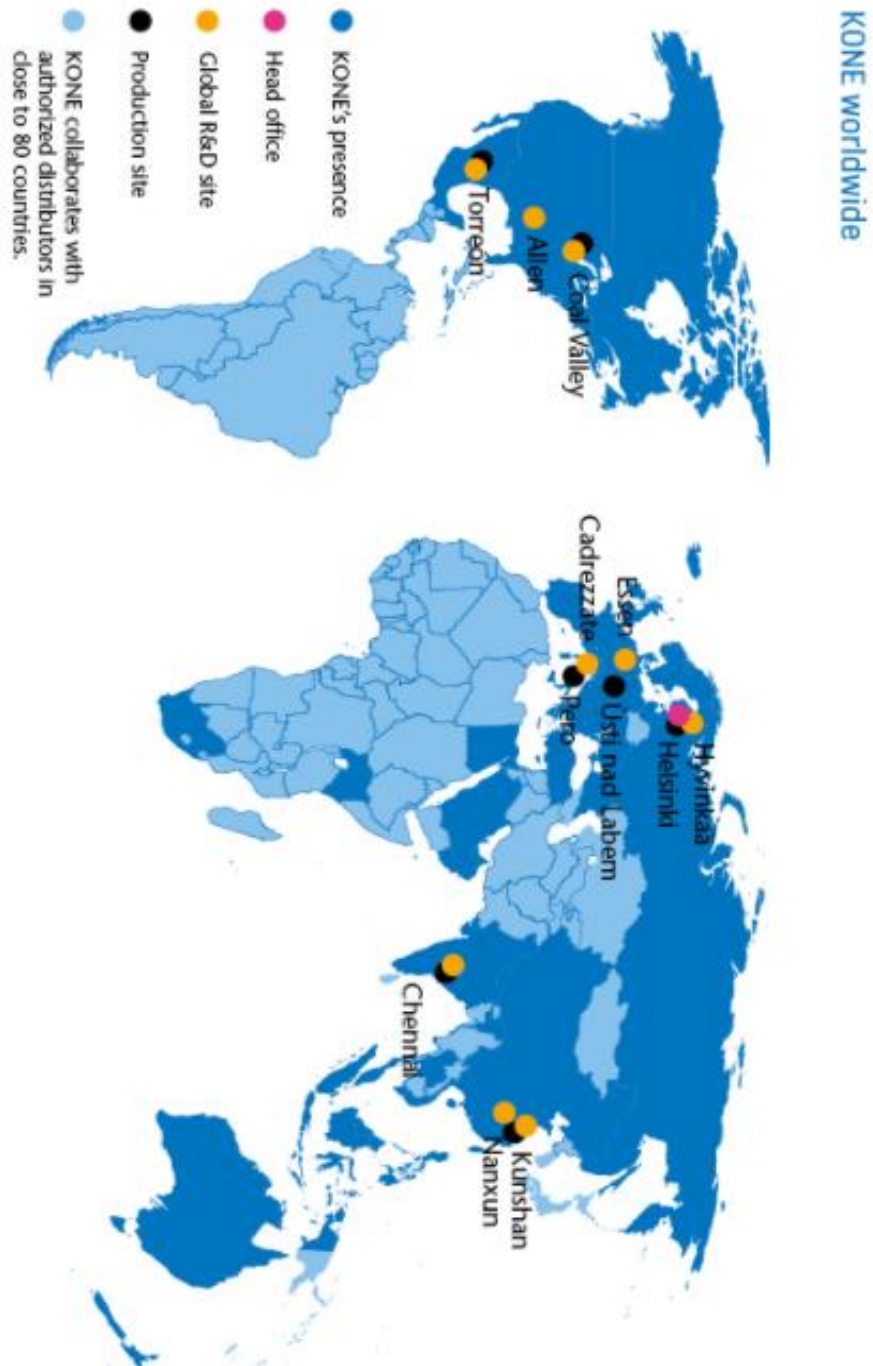 KONE worldwide
Hyvinkää
Helsinki
Essen
Ústí nad Labem
Cadrezzate
Pero
Coal Valley
Allen
Torreón
Kunshan
Nanxun
Chennai
KONE's presence
Head office
Global R&D site
Production site
KONE collaborates with
authorized distributors in
close to 80 countries.